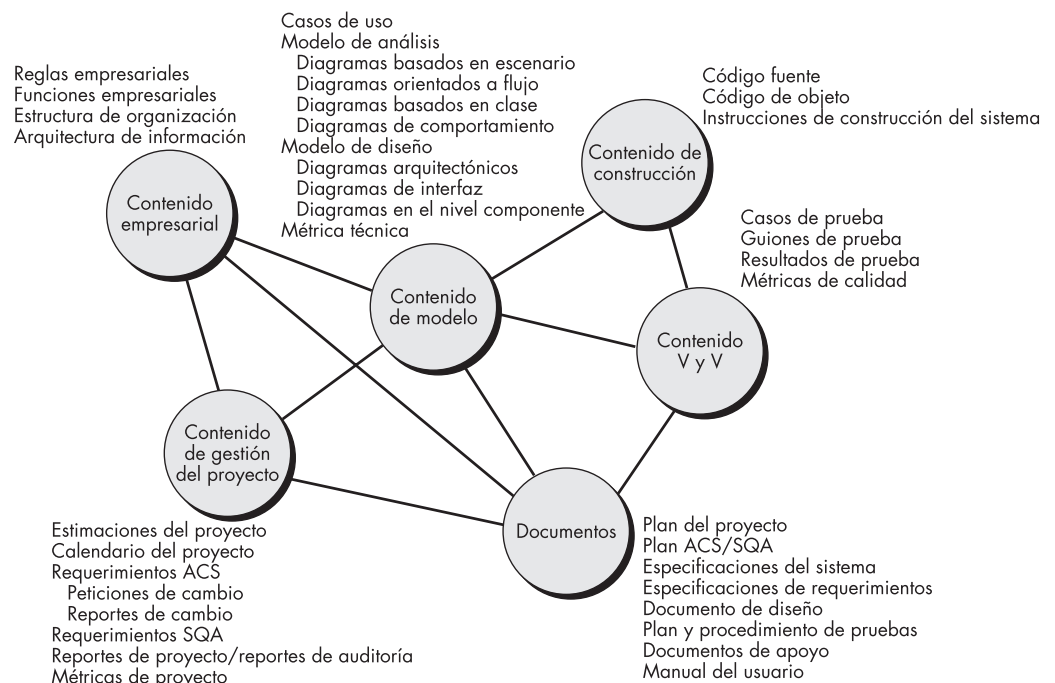 Casos de uso
Modelo de análisis
Diagramas basados en escenario
Diagramas orientados a flujo
Diagramas basados en clase
Diagramas de comportamiento
Modelo de diseño
Diagramas arquitectónicos
Diagramas de interfaz
Diagramas en el nivel componente
Métrica técnica
Reglas empresariales
Funciones empresariales
Estructura de organización
Arquitectura de información
Código fuente
Código de objeto
Instrucciones de construcción del sistema
Contenido
empresarial
Contenido de
construcción
Casos de prueba
Guiones de prueba
Resultados de prueba
Métricas de calidad
Contenido
de modelo
Contenido
V y V
Contenido
de gestión
del proyecto
Documentos
Estimaciones del proyecto
Calendario del proyecto
Requerimientos ACS
Peticiones de cambio
Reportes de cambio
Requerimientos SQA
Reportes de proyecto/reportes de auditoría
Métricas de proyecto
Plan del proyecto
Plan ACS/SQA
Especificaciones del sistema
Especificaciones de requerimientos
Documento de diseño
Plan y procedimiento de pruebas
Documentos de apoyo
Manual del usuario